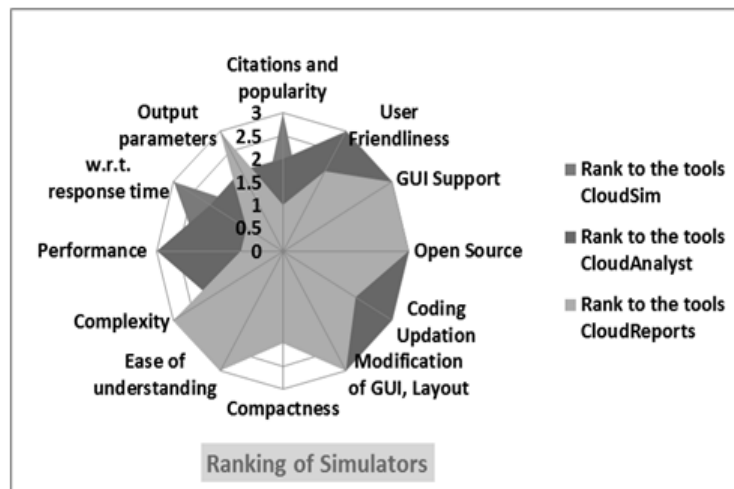 Citations and
popularity
User
Friendliness
GUI Support
Open Source
Coding
Updation
Modification
of GUI, Layout
Compactness
Ease of
understanding
Complexity
Performance
w.r.t.
response time
Output
parameters
3
2.5
2
1.5
1
0.5
0
Rank to the tools
CloudSim
Rank to the tools
CloudAnalyst
Rank to the tools
CloudReports
Ranking of Simulators